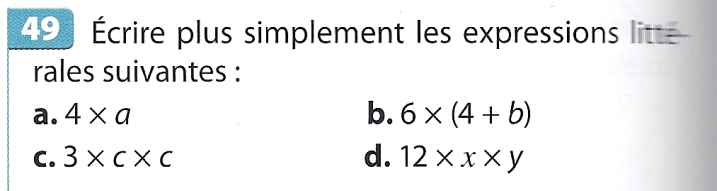 49 Écrire plus simplement les expressions litté-
rales suivantes :
a. 4 × a b. 6 × (4 + b)
c. 3 × c × c d. 12 × x × y